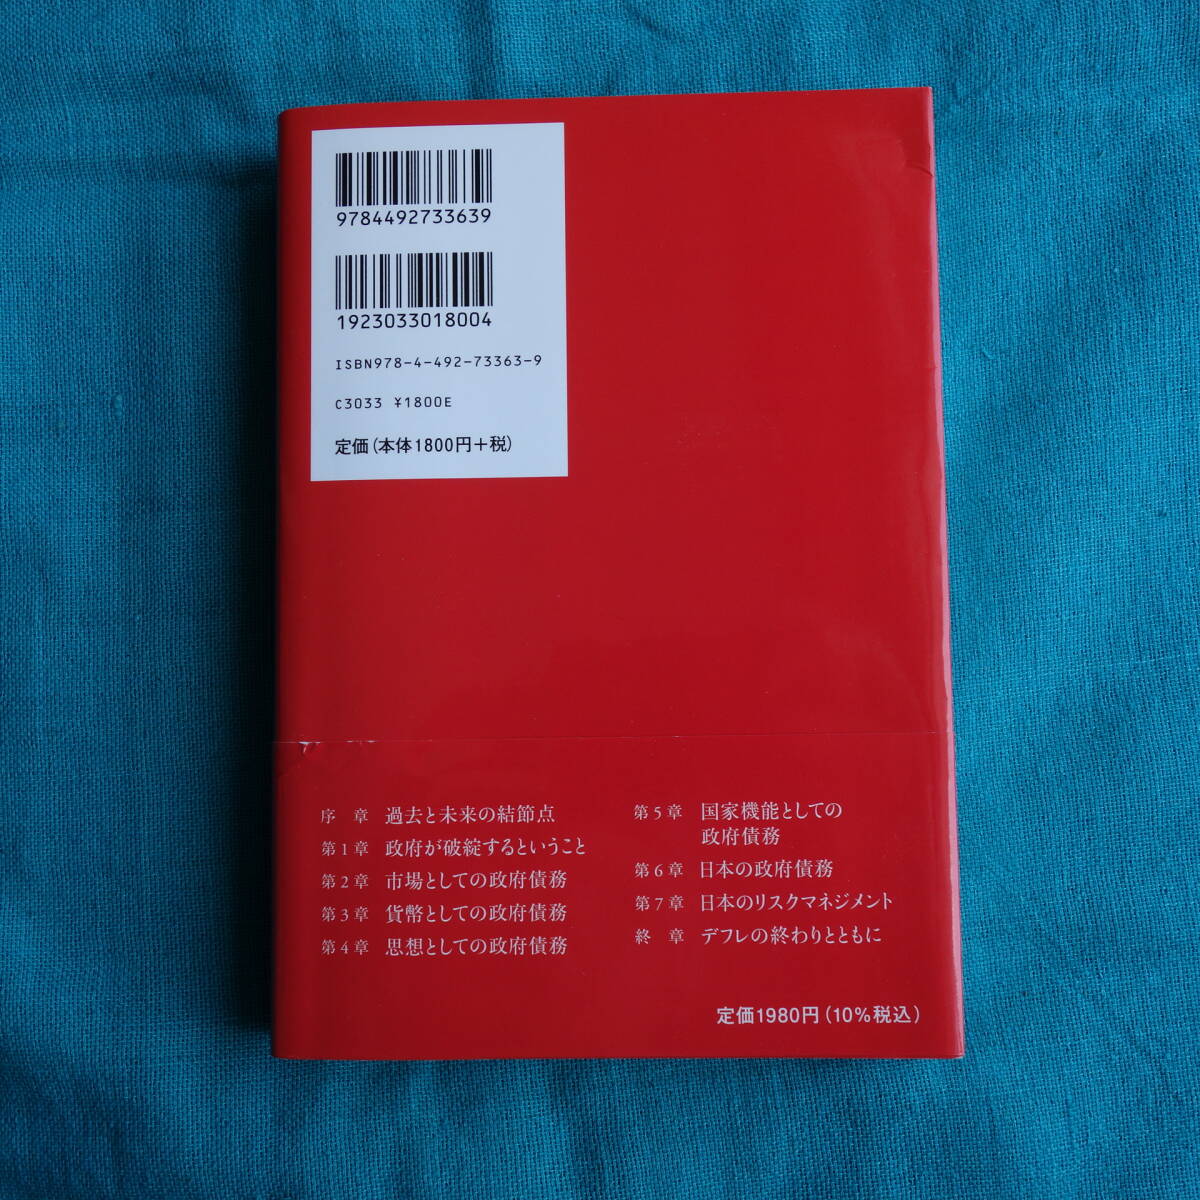 9784492733639
1923033018004
ISBN978-4-492-73363-9
C3033 ¥1800E
定価(本体1800円+税)
序 章 過去と未来の結節点
第1章 政府が破綻するということ
第2章 市場としての政府債務
第3章 貨幣としての政府債務
第4章 思想としての政府債務
第5章 国家機能としての
政府債務
第6章 日本の政府債務
第7章 日本のリスクマネジメント
終 章 デフレの終わりとともに
定価1980円(10%税込)